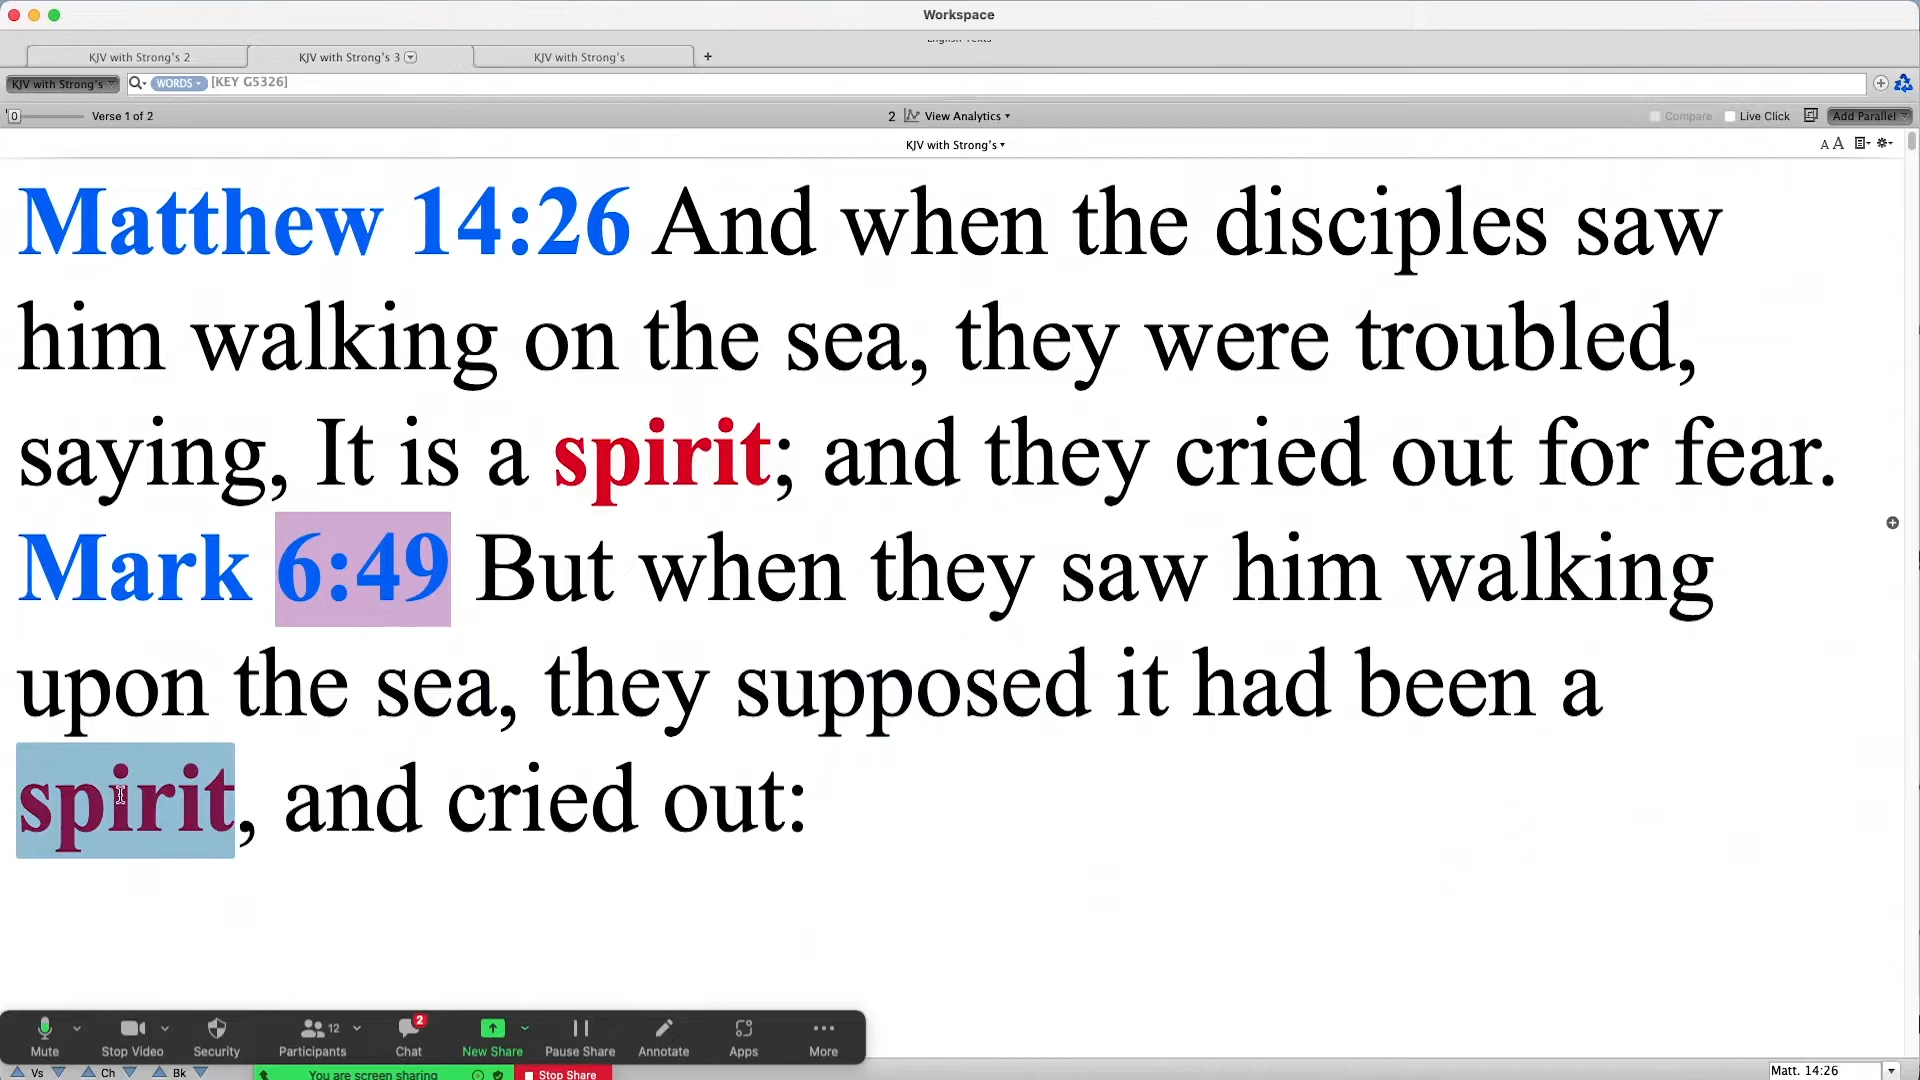 Workspace
English Texts
KJV with Strong's 2
KJV with Strong's 3
KJV with Strong's
+
KJV with Strong's
WORDS
[KEY G5326]
0
Verse 1 of 2
2
View Analytics
Compare
Live Click
Add Parallel
KJV with Strong's
A A
Matthew 14:26 And when the disciples saw
him walking on the sea, they were troubled,
saying, It is a spirit; and they cried out for fear.
Mark 6:49 But when they saw him walking
upon the sea, they supposed it had been a
spirit, and cried out:
12
2
Mute
Stop Video
Security
Participants
Chat
New Share
Pause Share
Annotate
Apps
More
Vs
Ch
Bk
You are screen sharing
Stop Share
Matt. 14:26